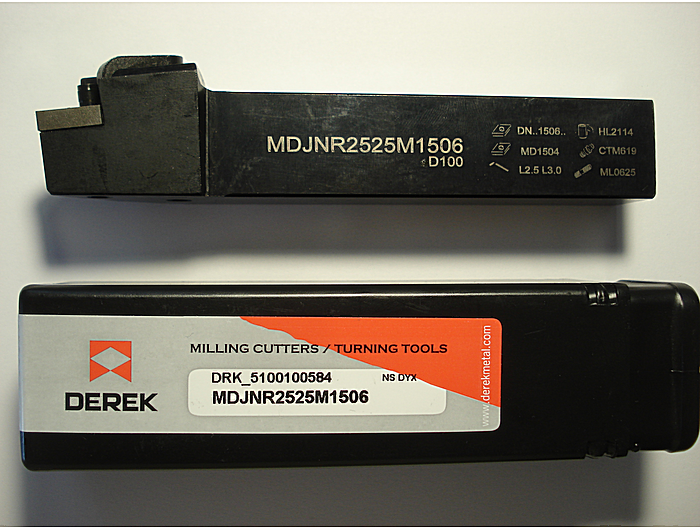 MDJNR2525M1506
D100
DN..1506..
HL2114
MD1504
CTM619
L2.5 L3.0
ML0625
DEREK
MILLING CUTTERS / TURNING TOOLS
DRK_5100100584
NS DYX
MDJNR2525M1506
www.derekmetal.com